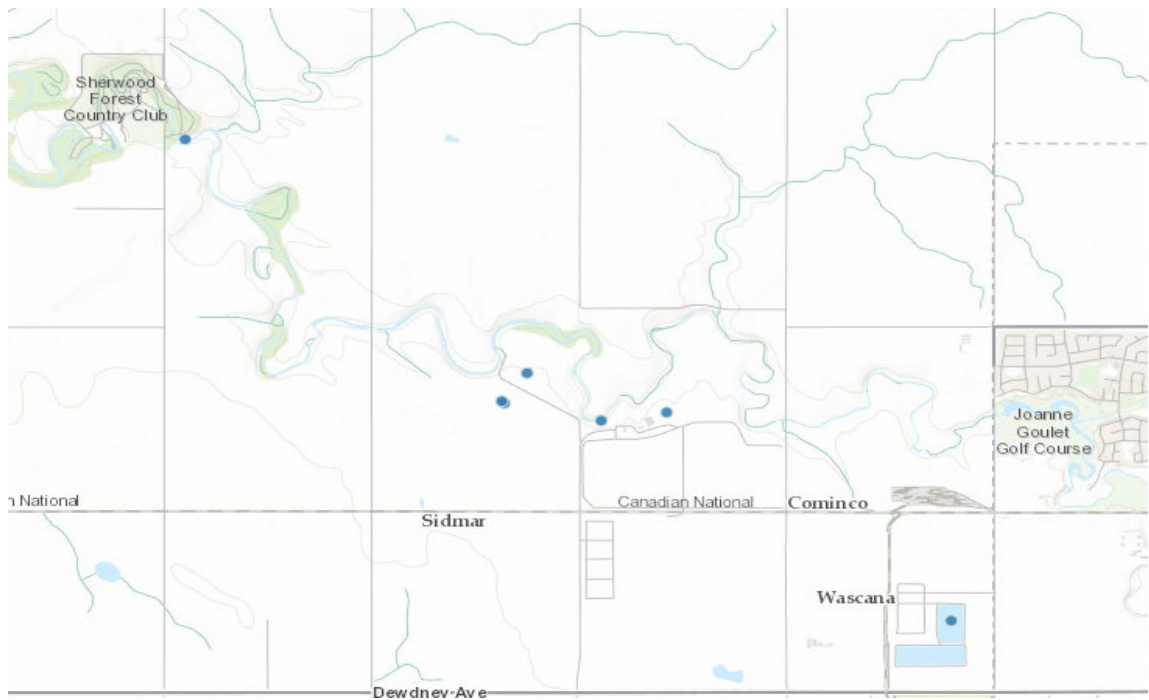 Sherwood
Forest
Country Club
Joanne
Goulet
Golf Course
n National
Canadian National
Cominco
Sidmar
Wascana
Dewdney Ave